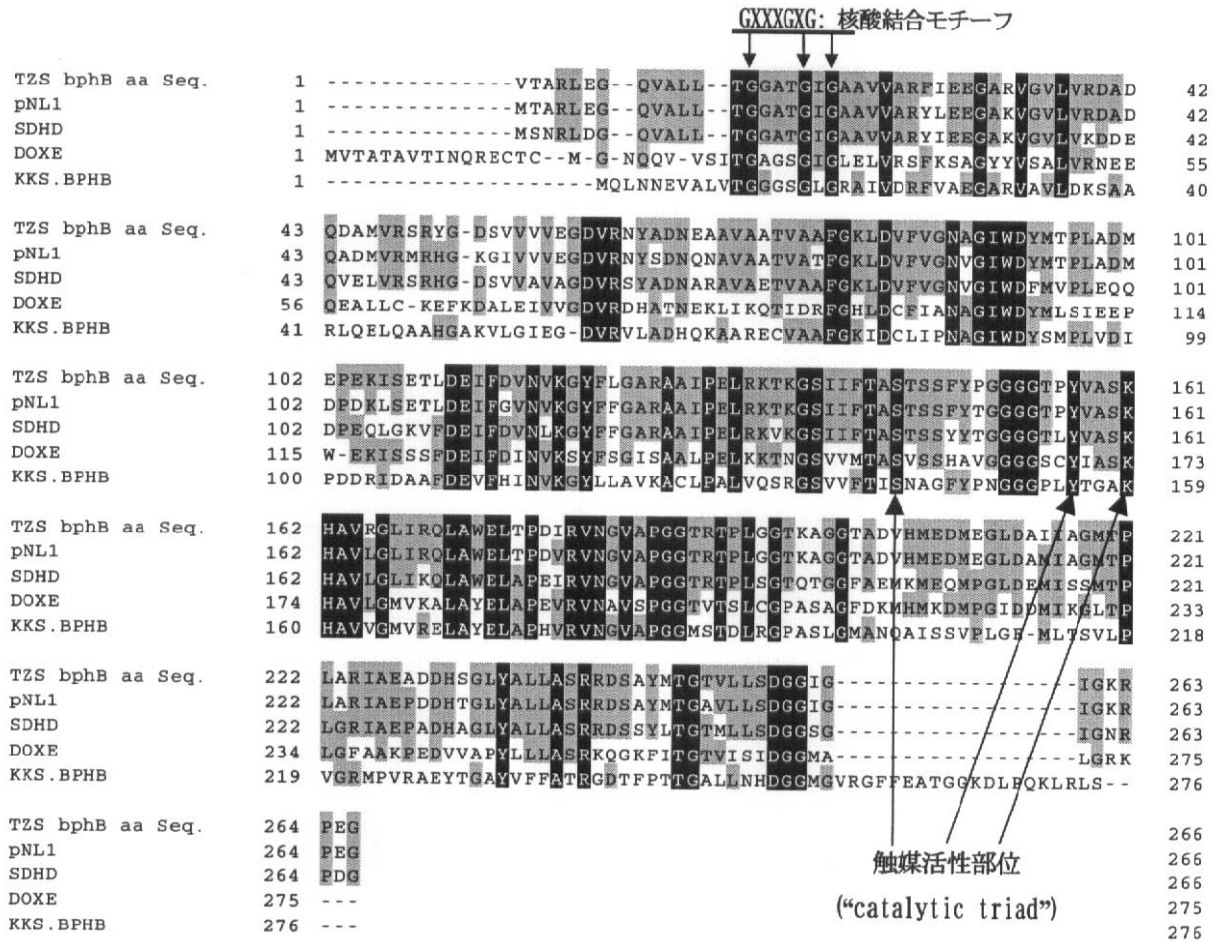 GXXXGXG: 核酸結合モチーフ
TZS bphB aa Seq. 1 ----------------VTARLEG--QVALL--TGGATGIGAAVVARFIEEGARVGVLVRDAD 42
pNL1 1 ----------------MTARLEG--QVALL--TGGATGIGAAVVARYLEEGAKVGVLVRDAD 42
SDHD 1 ----------------MSNRLDG--QVALL--TGGATGIGAAVVARYIEEGAKVGVLVKDDE 42
DOXE 1 MVTATAVTINQRECTC--M-G-NQQV-VSITGAGSGIGLELVRSFKSAGYYVSALVRNEE 55
KKS.BPHB 1 --------------------MQLNNEVALVTGGGSGLGRAIVDRFVAEGARVAVLDKSAA 40
TZS bphB aa Seq. 43 QDAMVRSRYG-DSVVVVEGDVRNYADNEAAVAATVAAFGKLDVFVGNAGIWDYMTPLADM 101
pNL1 43 QADMVRMRHG-KGIVVVEGDVRNYSDNQNAVAATVATFGKLDVFVGNVGIWDYMTPLADM 101
SDHD 43 QVELVRSRHG-DSVVAVAGDVRSYADNARAVAETVAAFGKLDVFVGNVGIWDFMVPLEQQ 101
DOXE 56 QEALLC-KEFKDALEIVVGDVRDHATNEKLIKQTIDRFGHLDCFIANAGIWDYMLSIEEP 114
KKS.BPHB 41 RLQELQAAHGAKVLGIEG-DVRVLADHQKAARECVAAFGKIDCLIPNAGIWDYSMPLVDI 99
TZS bphB aa Seq. 102 EPEKISETLDEIFDVNVKGYFLGARAAIPELRKTKGSIIFTASTSSFYPGGGGTPYVASK 161
pNL1 102 DPDKLSETLDEIFGVNVKGYFFGARAAIPELRKTKGSIIFTASTSSFYTGGGGTPYVASK 161
SDHD 102 DPEQLGKVFDEIFDVNLKGYFFGARAAIPELRKVKGSIIFTASTSSYYTGGGGTLYVASK 161
DOXE 115 W-EKISSSFDEIFDINVKSYFSGISAALPELKKTNGSVVMTASVSSHAVGGGGSCYIASK 173
KKS.BPHB 100 PDDRIDAAFDEVFHINVKGYLLAVKACLPALVQSRGSVVFTISNAGFYPNGGGPLYTGAK 159
TZS bphB aa Seq. 162 HAVRGLIRQLAWELTPDIRVNGVAPGGTRTPLGGTKAGGTADVHMEDMEGLDAIIAGMTP 221
pNL1 162 HAVLGLIRQLAWELTPDVRVNGVAPGGTRTPLGGTKAGGTADVHMEDMEGLDANIAGMTP 221
SDHD 162 HAVLGLIKQLAWELAPEIRVNGVAPGGTRTPLSGTQTGGFAEMKMEQMPGLDEMISSMTP 221
DOXE 174 HAVLGMVKALAYELAPEVRVNAVSPGGTVTSLCGPASAGFDKMHMKDMPGIDDMIKGLTP 233
KKS.BPHB 160 HAVVGMVRELAYELAPHVRVNGVAPGGMSTDLRGPASLGMANQAISSVPLGE-MLTSVLP 218
TZS bphB aa Seq. 222 LARIAEADDHSGLYALLASRRDSAYMTGTVLLSDGGIG------------------IGKR 263
pNL1 222 LARIAEPDDHTGLYALLASRRDSAYMTGAVLLSDGGIG------------------IGKR 263
SDHD 222 LGRIAEPADHAGLYALLASRRDSSYLTGTMLLSDGGSG------------------IGNR 263
DOXE 234 LGFAAKPEDVVAPYLLLASRKQGKFITGTVISIDGGMA------------------LGRK 275
KKS.BPHB 219 VGRMPVRAEYTGAYVFFATRGDTFPTTGALLNHDGGMGVRGFFEATGGKDLPQKLRLS-- 276
TZS bphB aa Seq. 264 PEG 266
pNL1 264 PEG 266
SDHD 264 PDG 266
DOXE 275 --- 275
KKS.BPHB 276 --- 276
触媒活性部位
("catalytic triad")